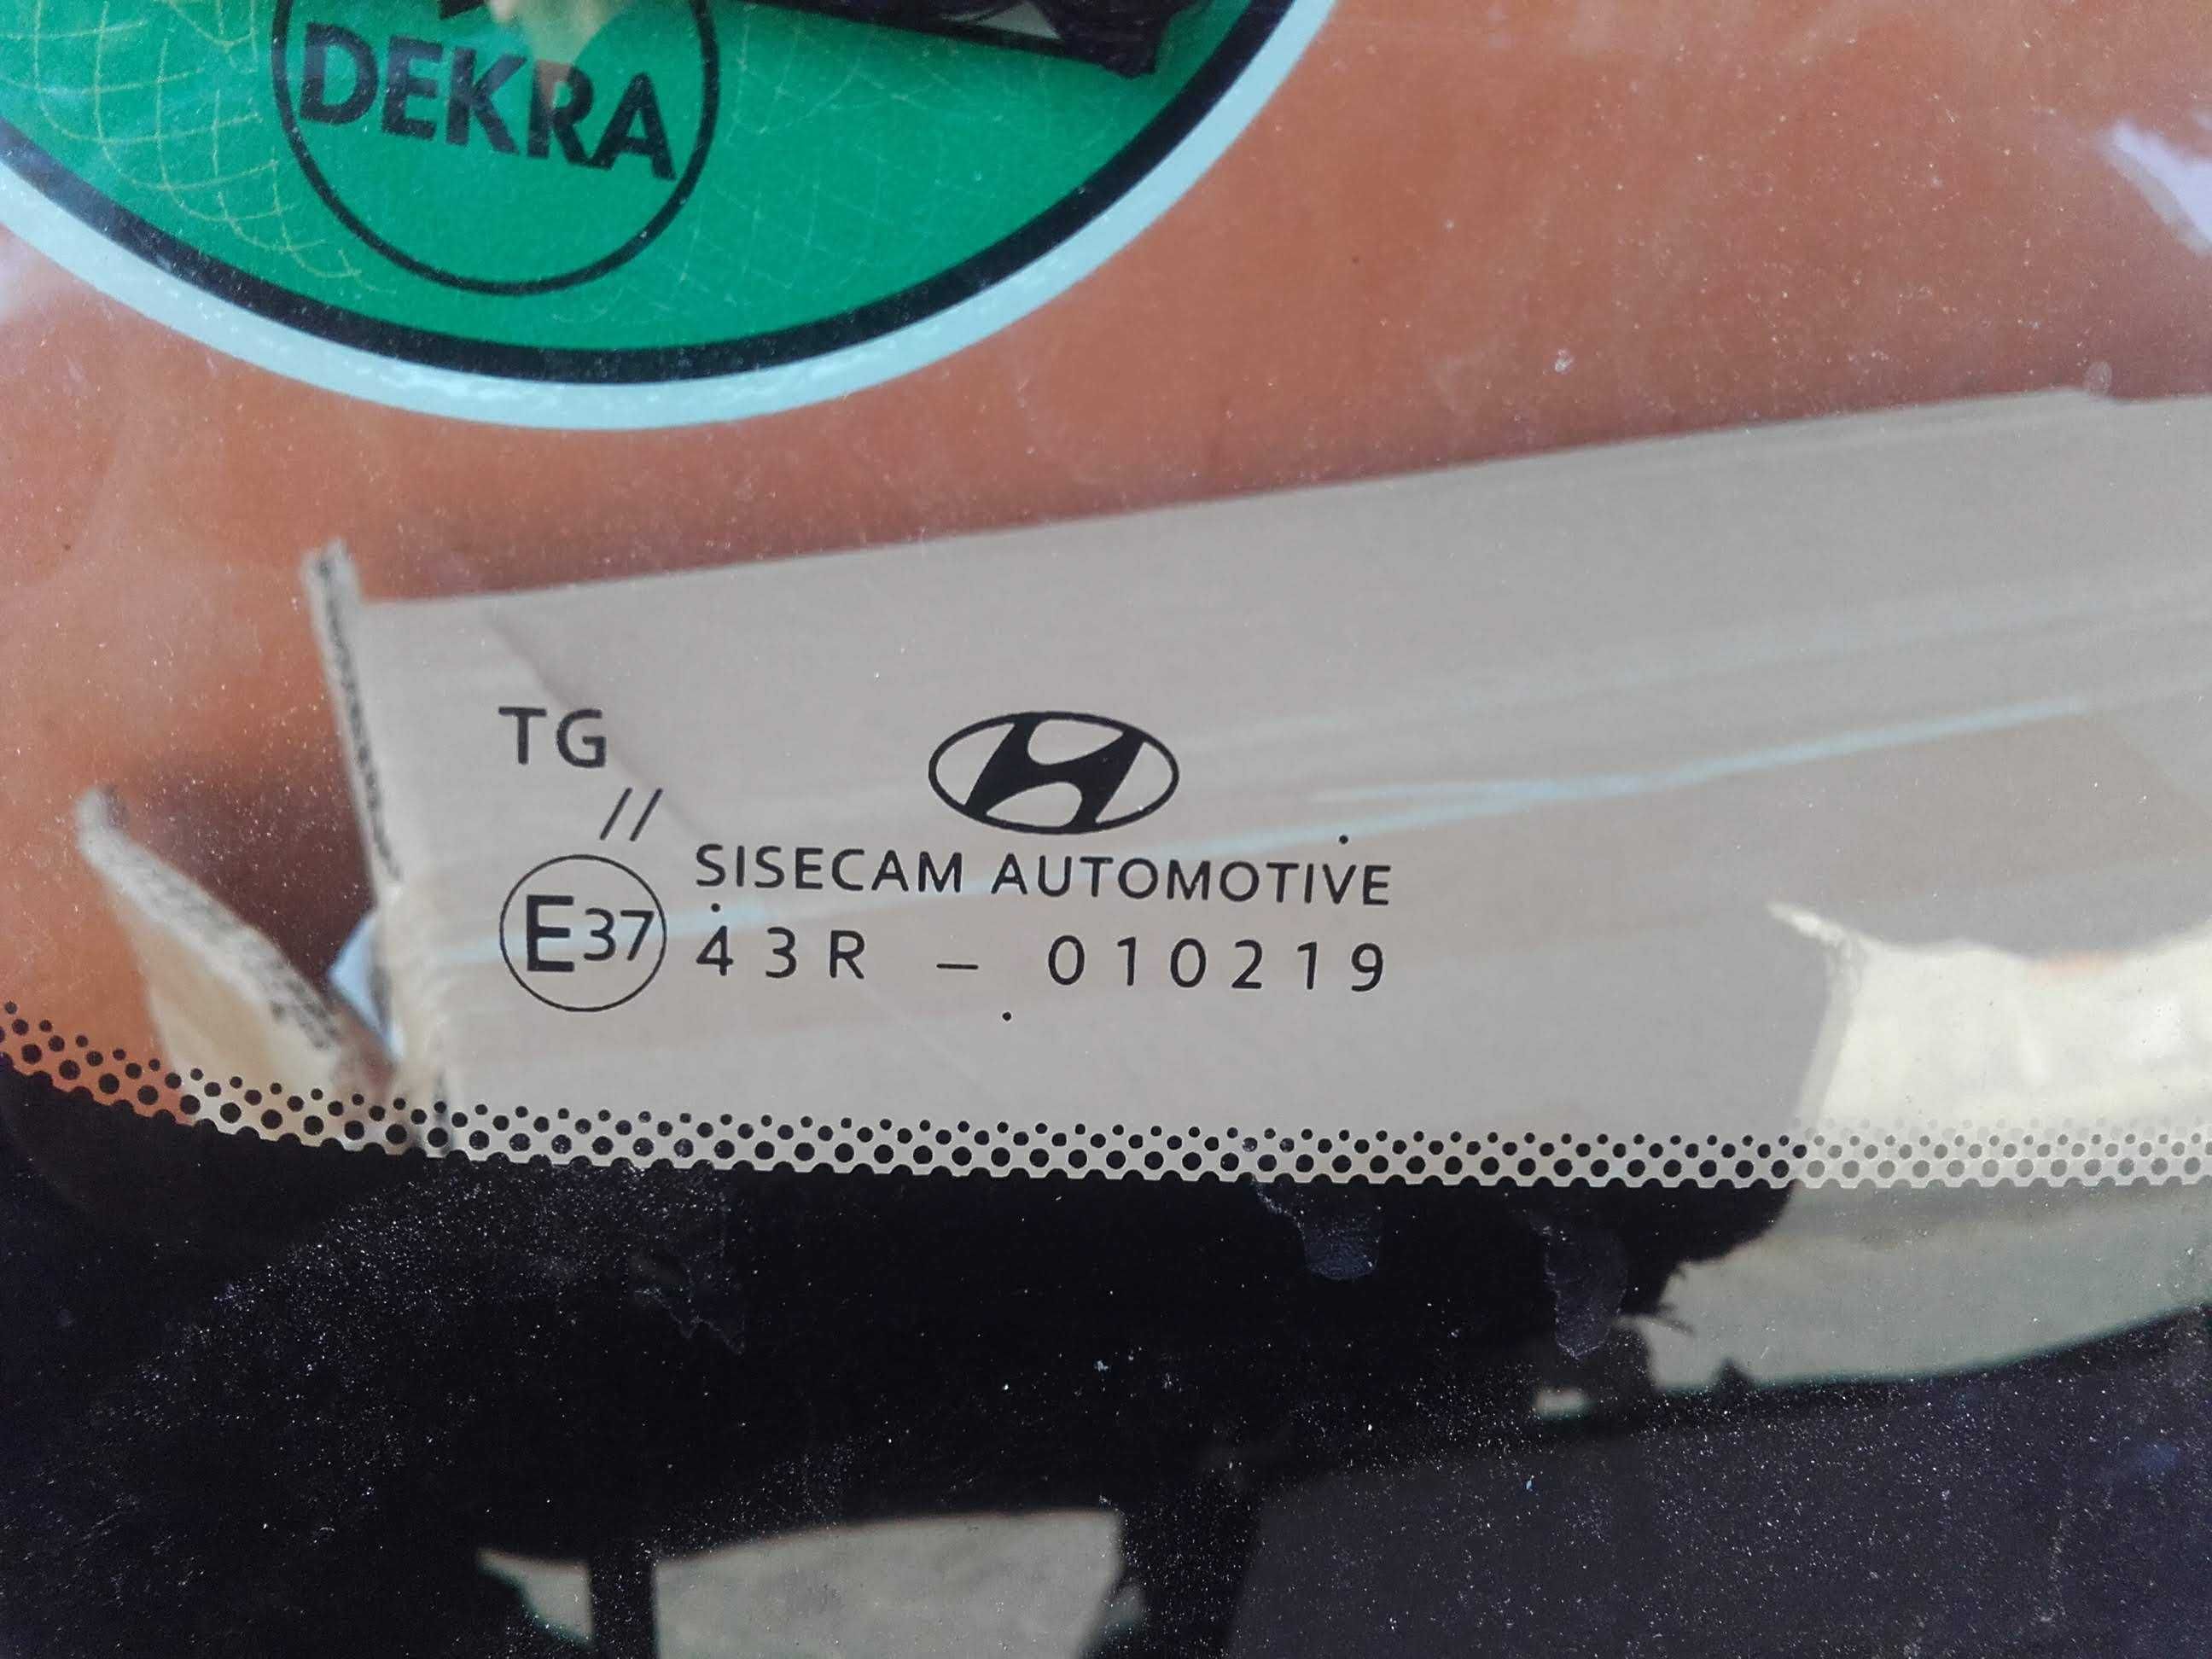 DEKRA
TG
//
SISECAM AUTOMOTIVE
E37 43R - 010219